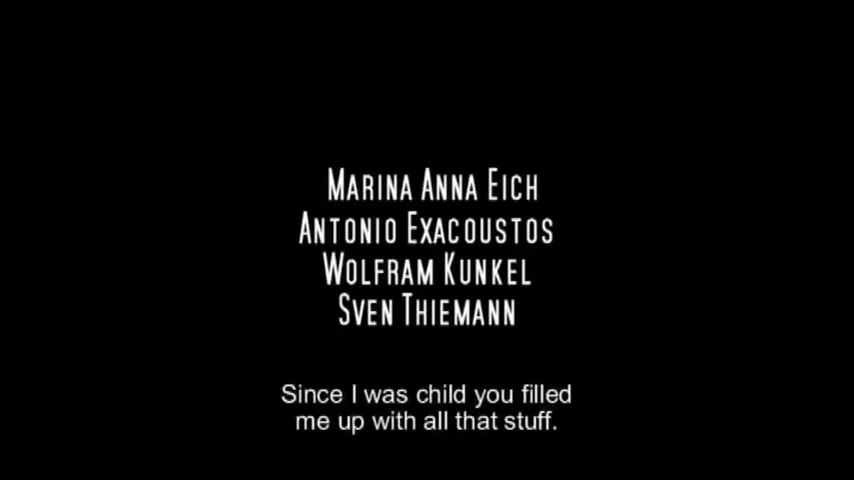 Marina Anna Eich
Antonio Exacoustos
Wolfram Kunkel
Sven Thiemann
Since I was child you filled
me up with all that stuff.